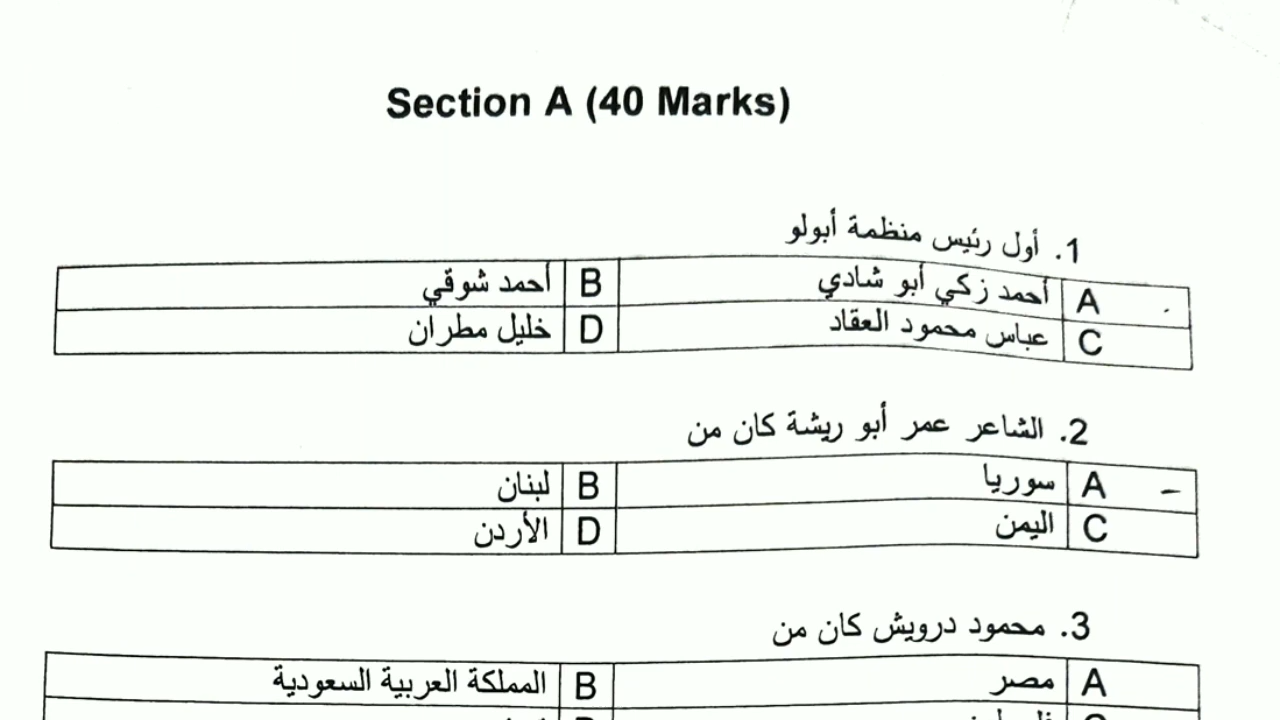 Section A (40 Marks)
1. أول رئيس منظمة أبولو
A أحمد زكي أبو شادي B أحمد شوقي
C عباس محمود العقاد D خليل مطران
2. الشاعر عمر أبو ريشة كان من
A سوريا B لبنان
C اليمن D الأردن
3. محمود درويش كان من
A مصر B المملكة العربية السعودية